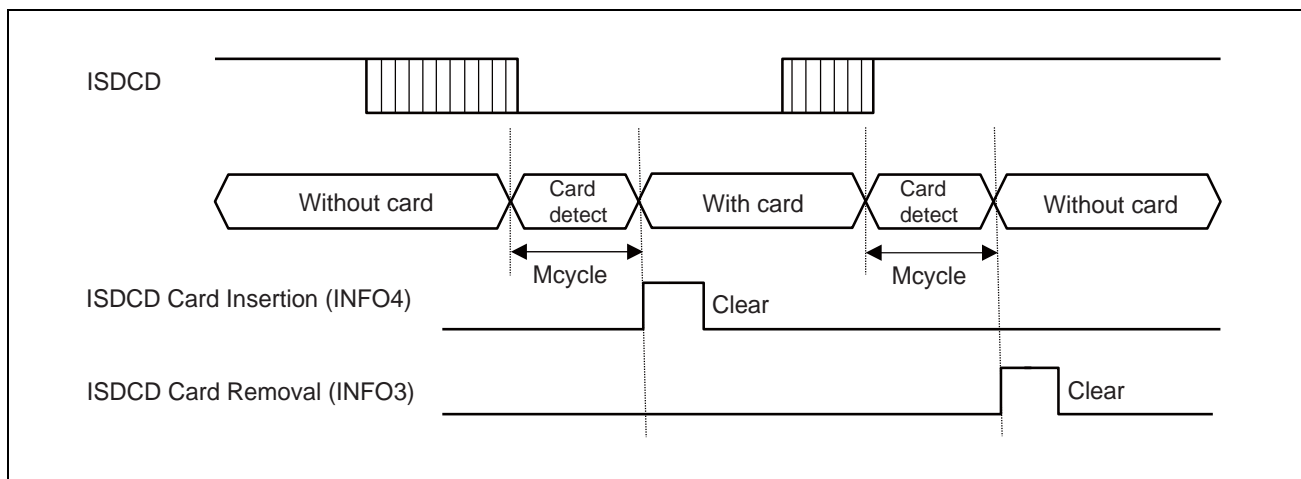 ISDCD
Without card
Card
detect
With card
Card
detect
Without card
Mcycle
Mcycle
ISDCD Card Insertion (INFO4)
Clear
ISDCD Card Removal (INFO3)
Clear